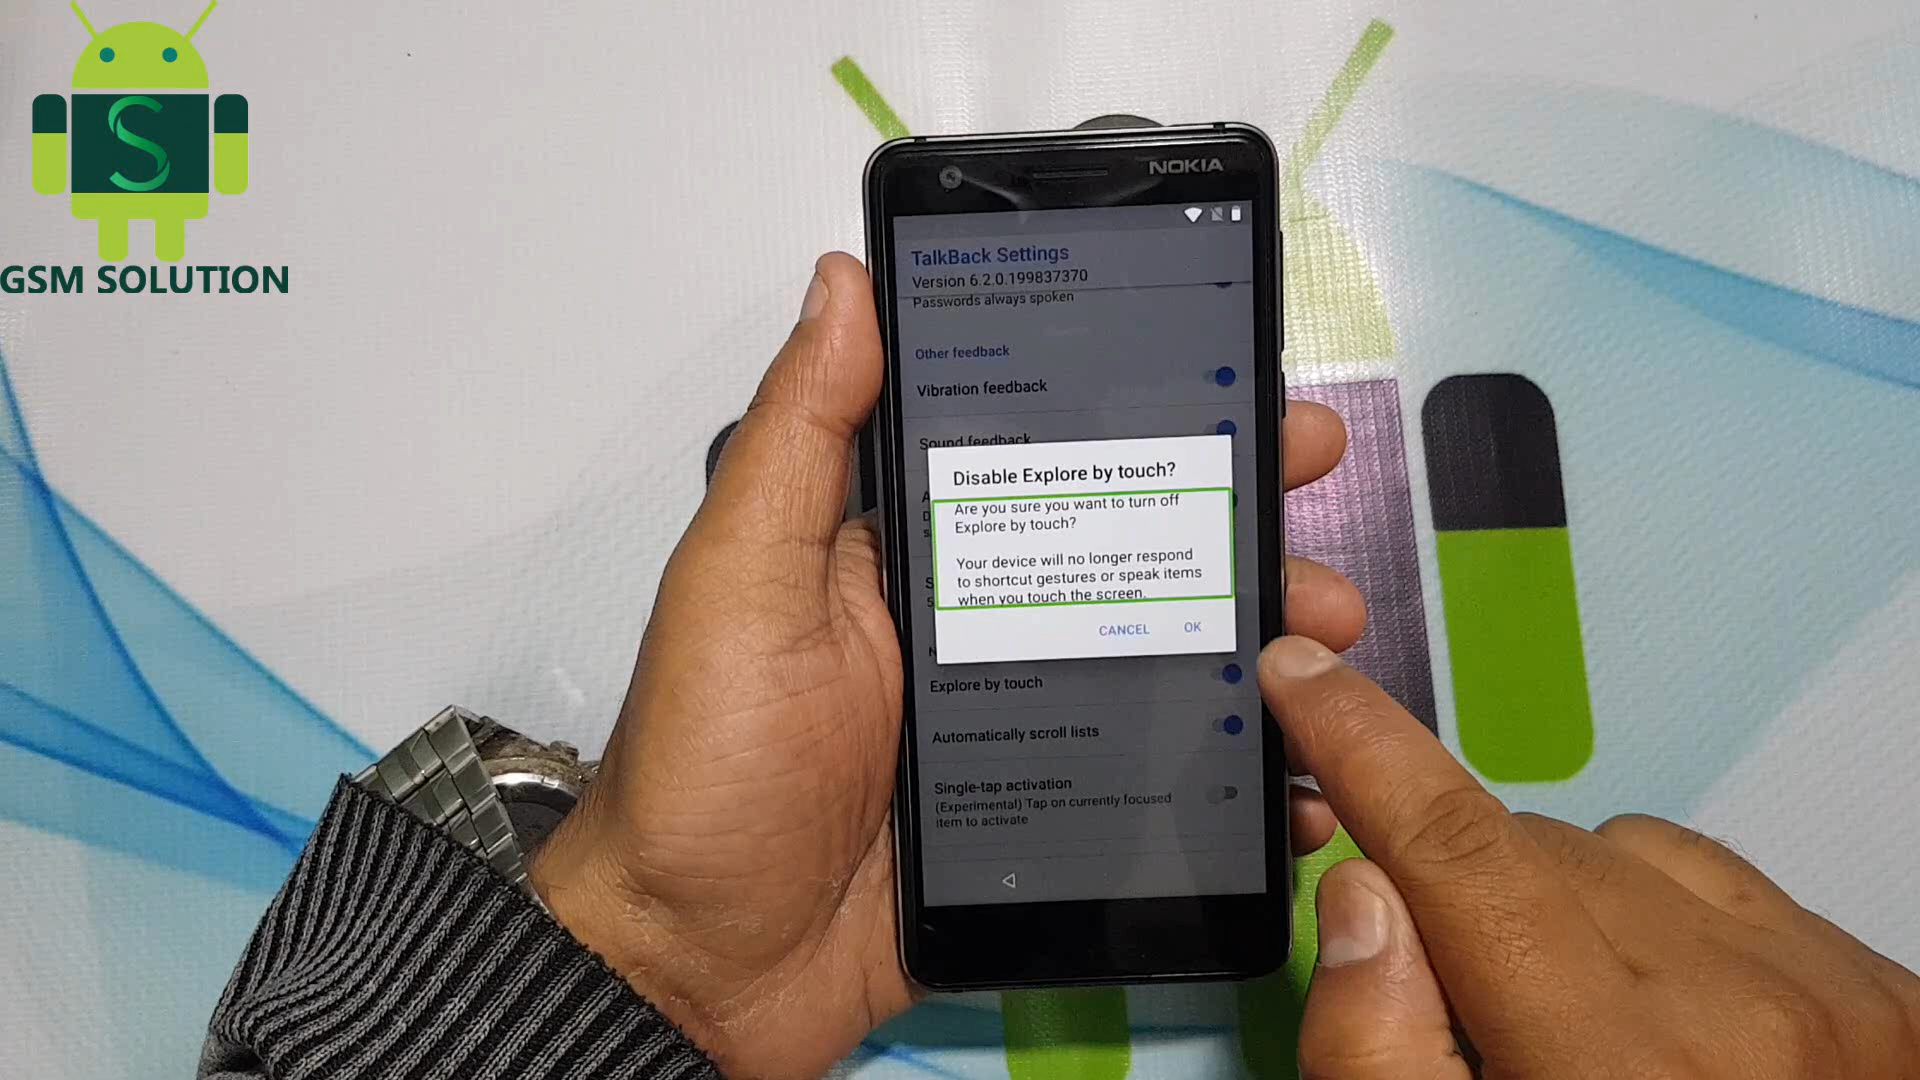 S
GSM SOLUTION
NOKIA
TalkBack Settings
Version 6.2.0.199837370
Passwords always spoken
Other feedback
Vibration feedback
Sound feedback
Disable Explore by touch?
Are you sure you want to turn off
Explore by touch?
Your device will no longer respond
to shortcut gestures or speak items
when you touch the screen.
CANCEL OK
Explore by touch
Automatically scroll lists
Single-tap activation
(Experimental) Tap on currently focused
item to activate